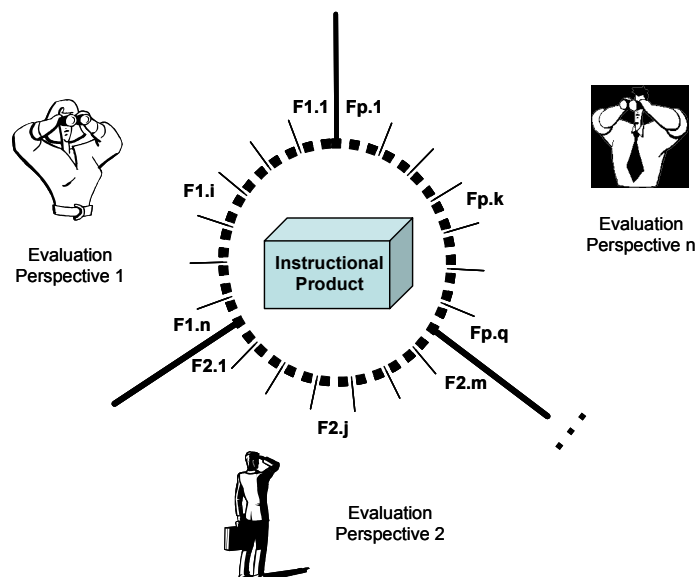 F1.1
Fp.1
F1.i
Fp.k
Evaluation
Perspective 1
Evaluation
Perspective n
Instructional
Product
F1.n
Fp.q
F2.1
F2.m
F2.j
Evaluation
Perspective 2